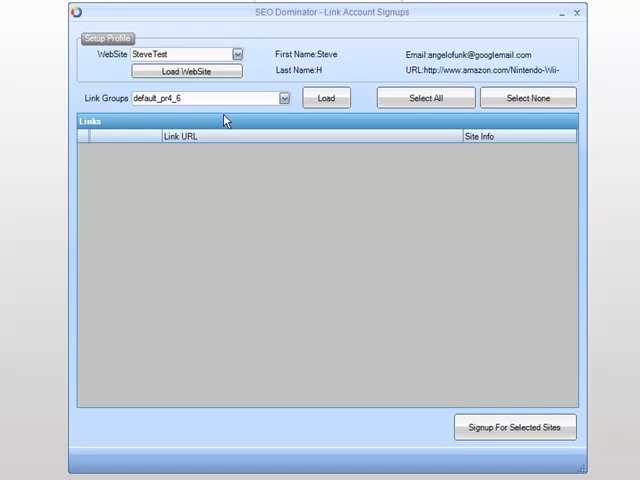 SEO Dominator - Link Account Signups
Setup Profile
WebSite SteveTest First Name:Steve Email:angelofunk@googlemail.com
Load WebSite Last Name:H URL:http://www.amazon.com/Nintendo-Wii-
Link Groups default_pr4_6 Load Select All Select None
Links
Link URL Site Info
Signup For Selected Sites